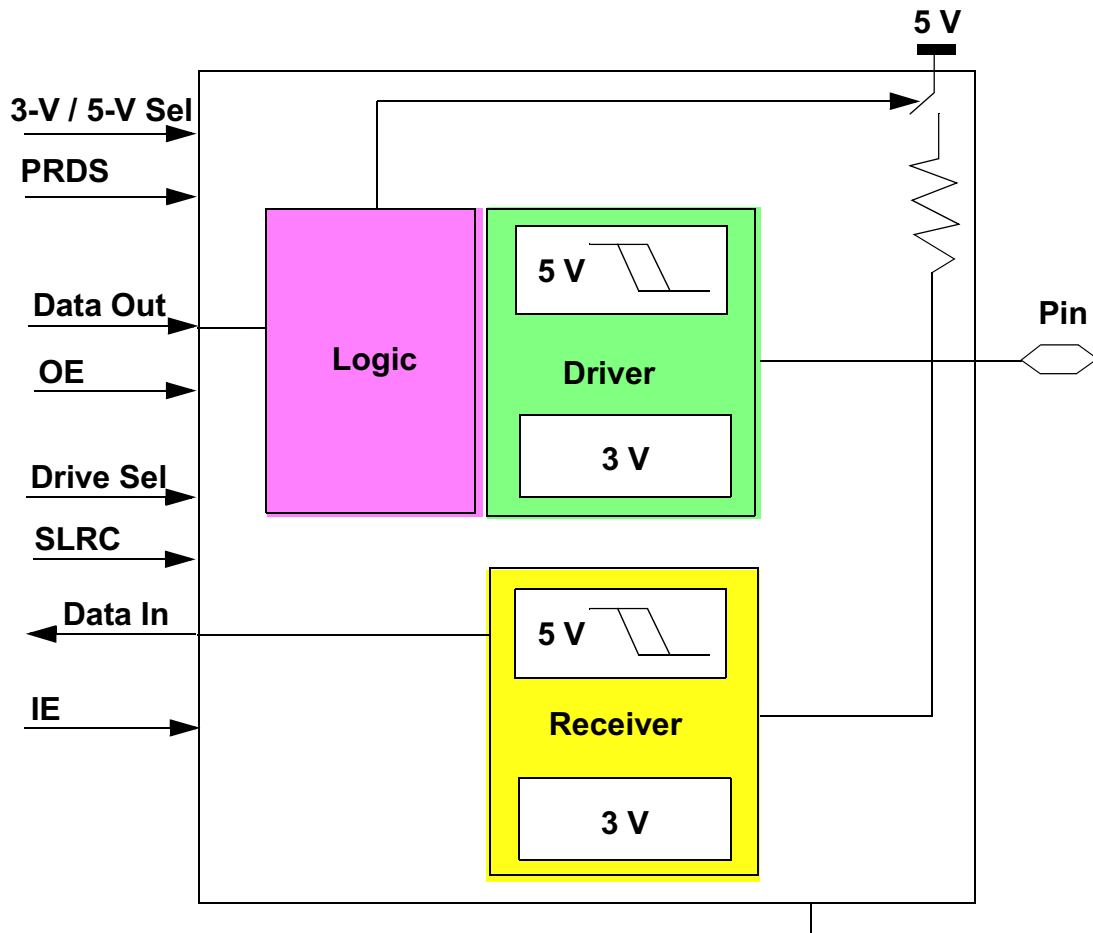 5 V
3-V / 5-V Sel
PRDS
5 V
Data Out
Pin
Logic
Driver
OE
3 V
Drive Sel
SLRC
Data In
5 V
IE
Receiver
3 V